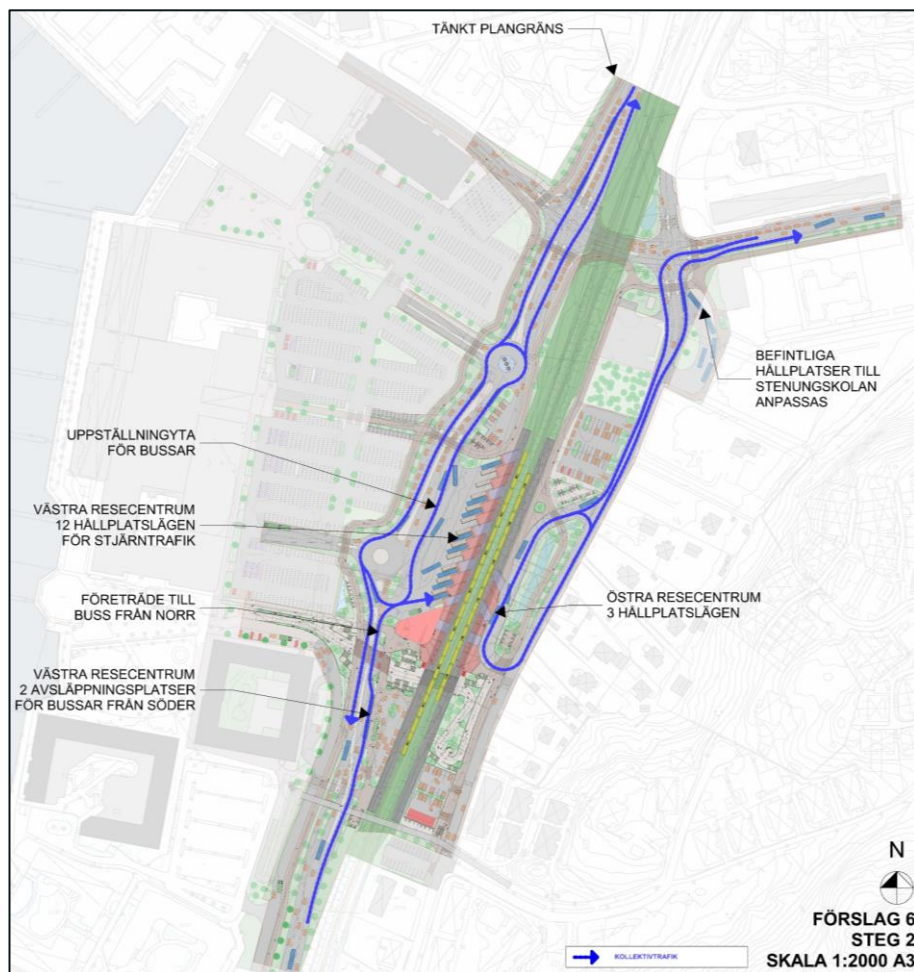 TÄNKT PLANGRÄNS
BEFINTLIGA
HÅLLPLATSER TILL
STENUNGSKOLAN
ANPASSAS
UPPSTÄLLNINGYTA
FÖR BUSSAR
VÄSTRA RESECENTRUM
12 HÅLLPLATSLÄGEN
FÖR STJÄRNTRAFIK
FÖRETRÄDE TILL
BUSS FRÅN NORR
ÖSTRA RESECENTRUM
3 HÅLLPLATSLÄGEN
VÄSTRA RESECENTRUM
2 AVSLÄPPNINGSPLATSER
FÖR BUSSAR FRÅN SÖDER
N
FÖRSLAG 6
STEG 2
SKALA 1:2000 A3
KOLLEKTIVTRAFIK